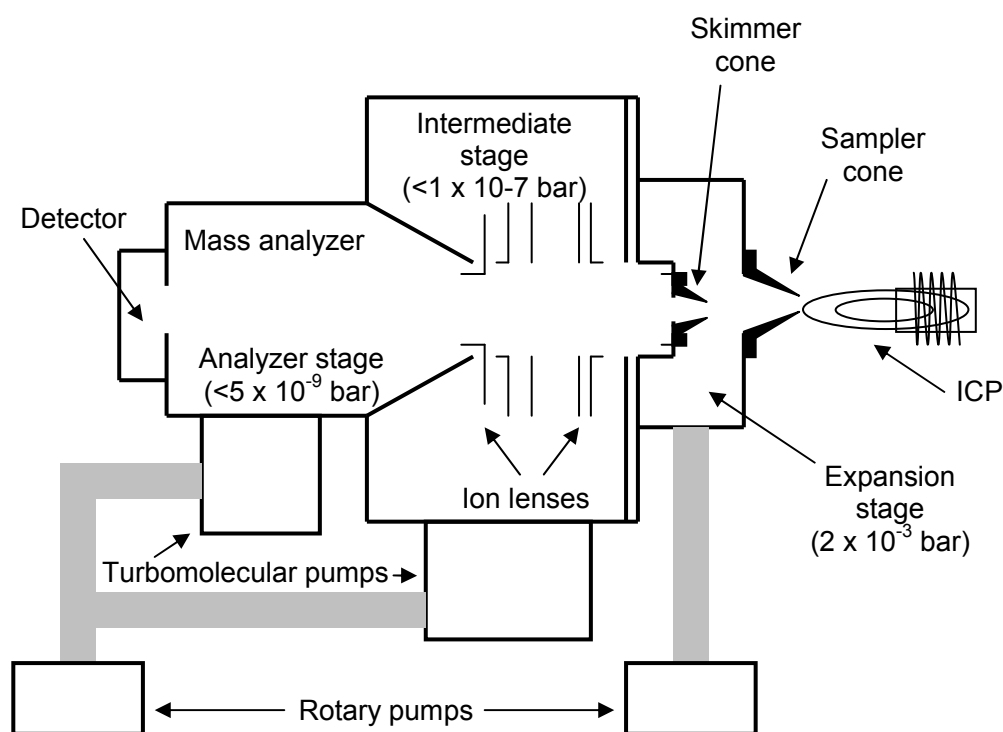 Skimmer
cone
Intermediate
stage
(<1 x 10-7 bar)
Sampler
cone
Detector
Mass analyzer
Analyzer stage
(<5 x 10⁻⁹ bar)
ICP
Ion lenses
Expansion
stage
(2 x 10⁻³ bar)
Turbomolecular pumps
Rotary pumps